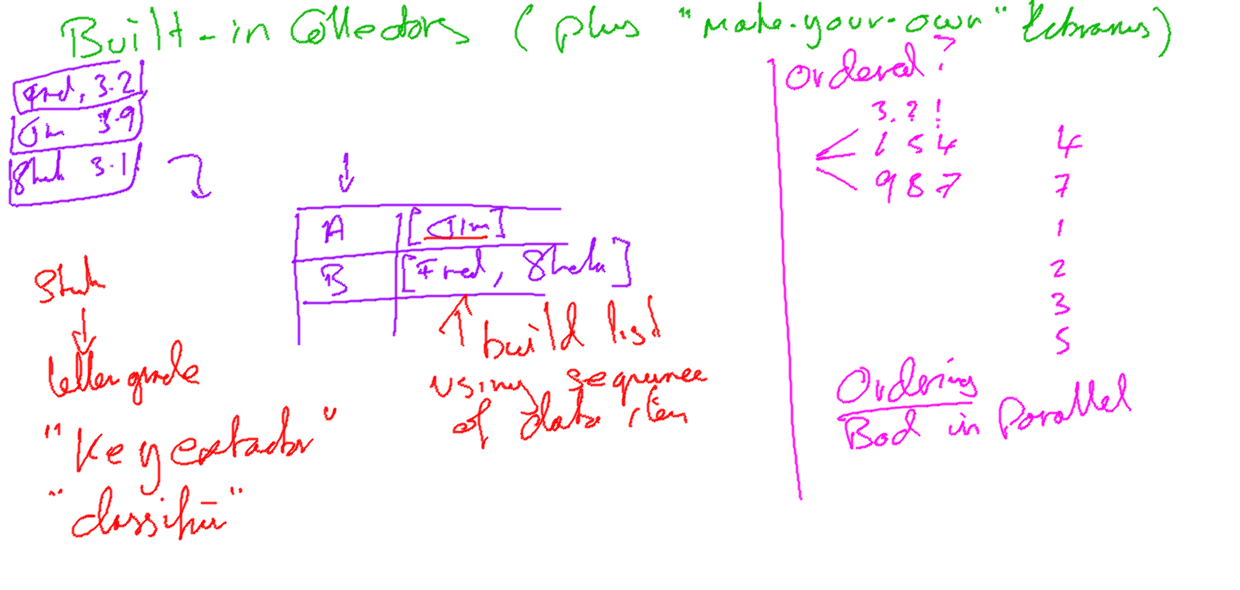 Built-in Collectors (plus "make-your-own" libraries)
Fred, 3.2
Jim 3.9
Sheila 3.1
A [Jim]
B [Fred, Sheila]
build list
using sequence
of data item
letter grade
"Key extractor"
"classifier"
Ordered?
3 . 2 !
< 1 5 4
< 9 8 7
4
7
1
2
3
5
Ordering
Bad in Parallel